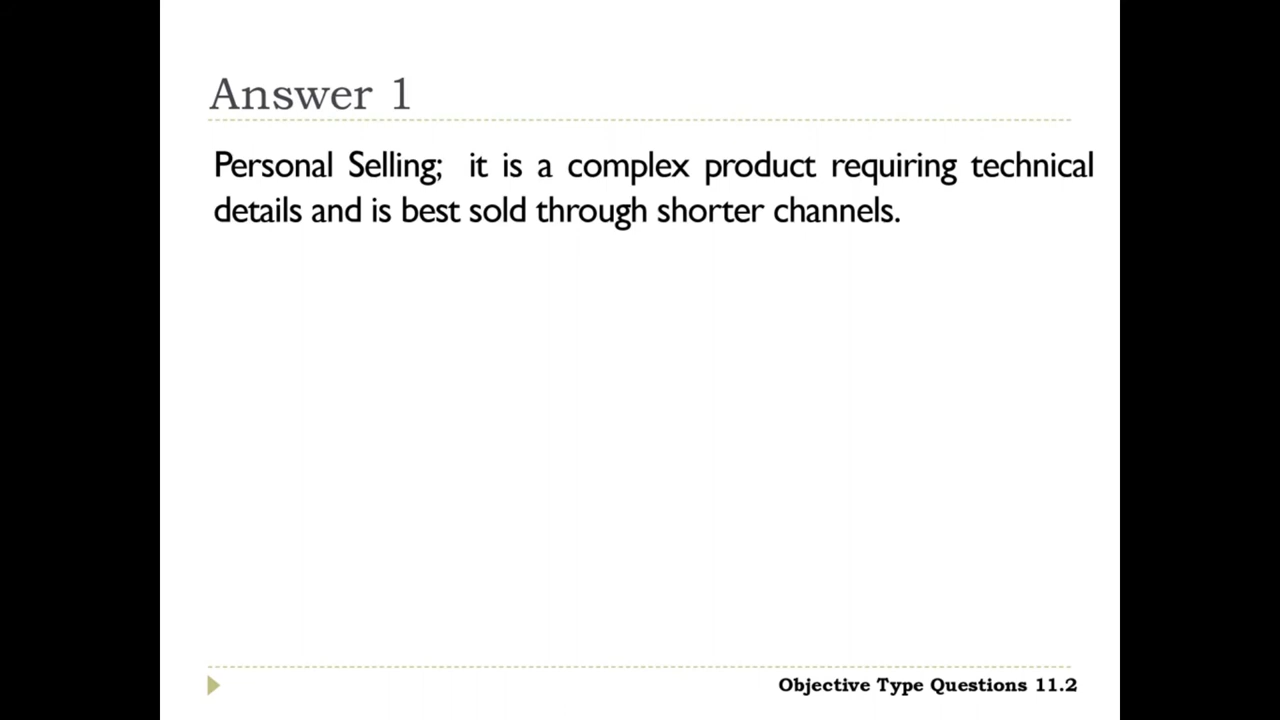 Answer 1
Personal Selling; it is a complex product requiring technical
details and is best sold through shorter channels.
Objective Type Questions 11.2